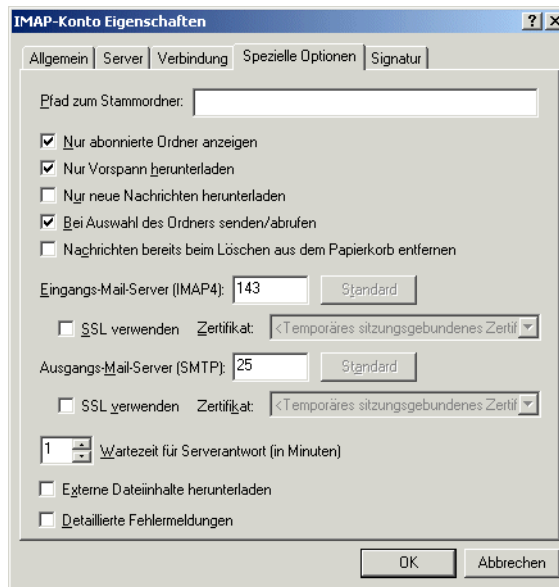 IMAP-Konto Eigenschaften
Allgemein Server Verbindung Spezielle Optionen Signatur
Pfad zum Stammordner:
Nur abonnierte Ordner anzeigen
Nur Vorspann herunterladen
Nur neue Nachrichten herunterladen
Bei Auswahl des Ordners senden/abrufen
Nachrichten bereits beim Löschen aus dem Papierkorb entfernen
Eingangs-Mail-Server (IMAP4): 143 Standard
SSL verwenden Zertifikat: <Temporäres sitzungsgebundenes Zertif
Ausgangs-Mail-Server (SMTP): 25 Standard
SSL verwenden Zertifikat: <Temporäres sitzungsgebundenes Zertif
1 Wartezeit für Serverantwort (in Minuten)
Externe Dateiinhalte herunterladen
Detaillierte Fehlermeldungen
OK Abbrechen